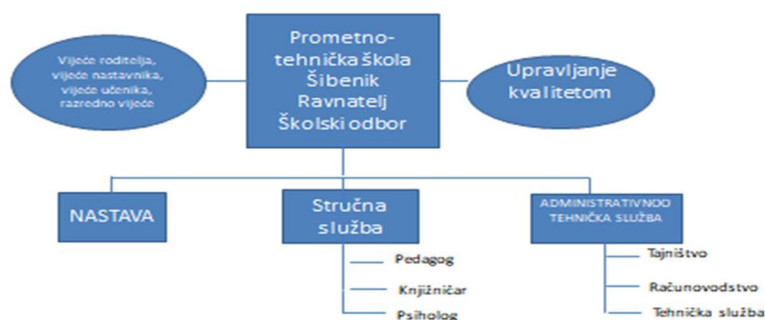 Vijeće roditelja,
vijeće nastavnika,
vijeće učenika,
razredno vijeće
Prometno-
tehnička škola
Šibenik
Ravnatelj
Školski odbor
Upravljanje
kvalitetom
NASTAVA
Stručna
služba
Pedagog
Knjižničar
Psiholog
ADMINISTRATIVNOO
TEHNIČKA SLUŽBA
Tajništvo
Računovodstvo
Tehnička služba